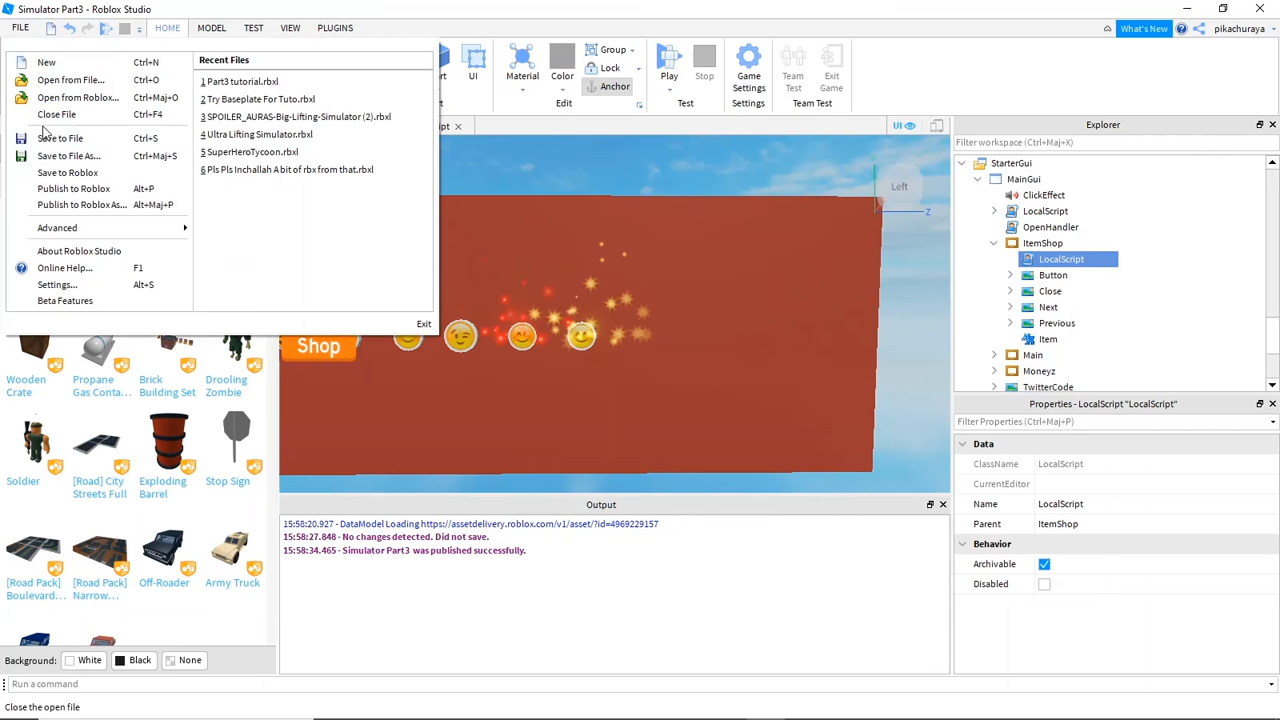 Simulator Part3 - Roblox Studio
FILE HOME MODEL TEST VIEW PLUGINS What's New pikachuraya
New Ctrl+N
Open from File... Ctrl+O
Open from Roblox... Ctrl+Maj+O
Close File Ctrl+F4
Save to File Ctrl+S
Save to File As... Ctrl+Maj+S
Save to Roblox
Publish to Roblox Alt+P
Publish to Roblox As... Alt+Maj+P
Advanced
About Roblox Studio
Online Help... F1
Settings... Alt+S
Beta Features
Recent Files
1 Part3 tutorial.rbxl
2 Try Baseplate For Tuto.rbxl
3 SPOILER_AURAS-Big-Lifting-Simulator (2).rbxl
4 Ultra Lifting Simulator.rbxl
5 SuperHeroTycoon.rbxl
6 Pls Pls Inchallah A bit of rbx from that.rbxl
Exit
UI
Material
Color
Group
Lock
Anchor
Edit
Play
Stop
Test
Game
Settings
Settings
Team
Test
Exit
Game
Team Test
UI
Left
Z
Shop
Wooden
Crate
Propane
Gas Conta...
Brick
Building Set
Drooling
Zombie
Soldier
[Road] City
Streets Full
Exploding
Barrel
Stop Sign
[Road Pack]
Boulevard...
[Road Pack]
Narrow...
Off-Roader
Army Truck
Background: White Black None
Run a command
Close the open file
Output
15:58:20.927 - DataModel Loading https://assetdelivery.roblox.com/v1/asset/?id=4969229157
15:58:27.848 - No changes detected. Did not save.
15:58:34.465 - Simulator Part3 was published successfully.
Explorer
Filter workspace (Ctrl+Maj+X)
StarterGui
MainGui
ClickEffect
LocalScript
OpenHandler
ItemShop
LocalScript
Button
Close
Next
Previous
Item
Main
Moneyz
TwitterCode
Properties - LocalScript "LocalScript"
Filter Properties (Ctrl+Maj+P)
Data
ClassName LocalScript
CurrentEditor
Name LocalScript
Parent ItemShop
Behavior
Archivable
Disabled